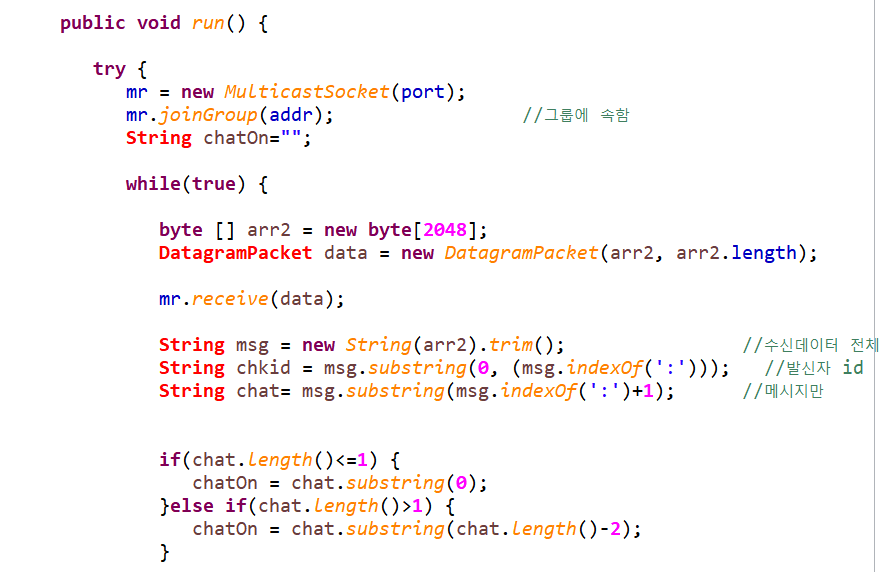 public void run() {
try {
mr = new MulticastSocket(port);
mr.joinGroup(addr); //그룹에 속함
String chatOn="";
while(true) {
byte [] arr2 = new byte[2048];
DatagramPacket data = new DatagramPacket(arr2, arr2.length);
mr.receive(data);
String msg = new String(arr2).trim(); //수신데이터 전체
String chkid = msg.substring(0, (msg.indexOf(':'))); //발신자 id
String chat= msg.substring(msg.indexOf(':')+1); //메시지만
if(chat.length()<=1) {
chatOn = chat.substring(0);
}else if(chat.length()>1) {
chatOn = chat.substring(chat.length()-2);
}